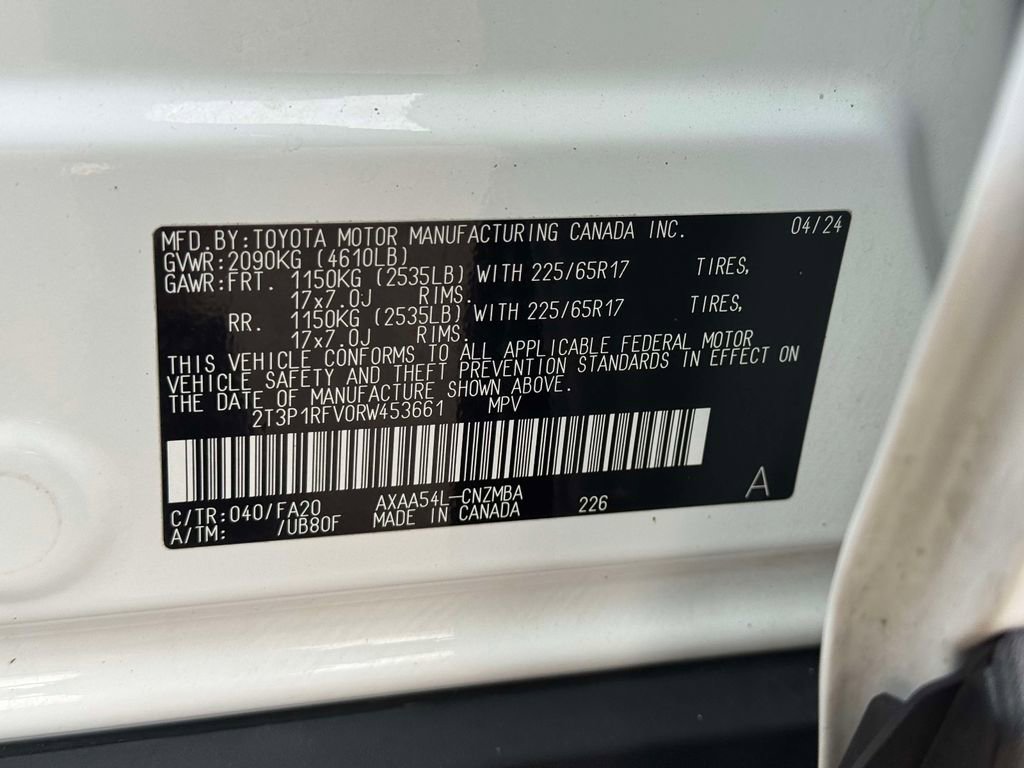 MFD.BY:TOYOTA MOTOR MANUFACTURING CANADA INC. 04/24
GVWR:2090KG (4610LB)
GAWR:FRT. 1150KG (2535LB) WITH 225/65R17 TIRES,
17x7.0J RIMS.
RR. 1150KG (2535LB) WITH 225/65R17 TIRES,
17x7.0J RIMS.
THIS VEHICLE CONFORMS TO ALL APPLICABLE FEDERAL MOTOR
VEHICLE SAFETY AND THEFT PREVENTION STANDARDS IN EFFECT ON
THE DATE OF MANUFACTURE SHOWN ABOVE.
2T3P1RFV0RW453661 MPV
C/TR:040/FA20 AXAA54L-CNZMBA 226 A
A/TM: /UB80F MADE IN CANADA